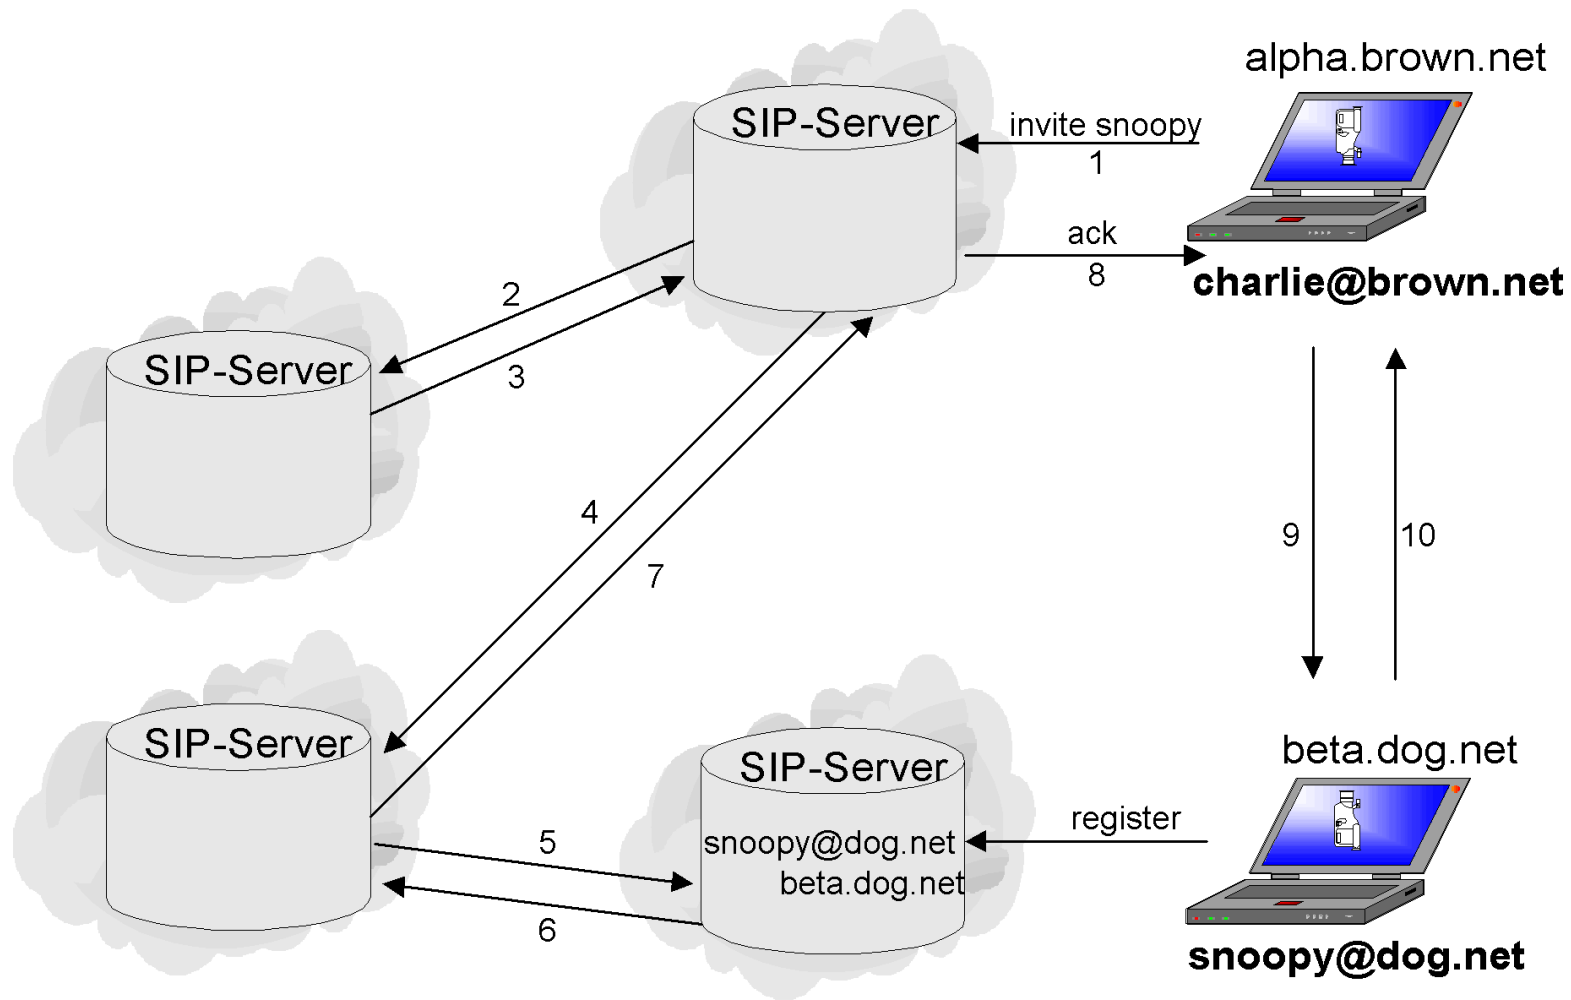 alpha.brown.net
SIP-Server
invite snoopy
1
ack
8
charlie@brown.net
2
3
SIP-Server
4
7
9
10
SIP-Server
SIP-Server
beta.dog.net
register
snoopy@dog.net
beta.dog.net
5
6
snoopy@dog.net